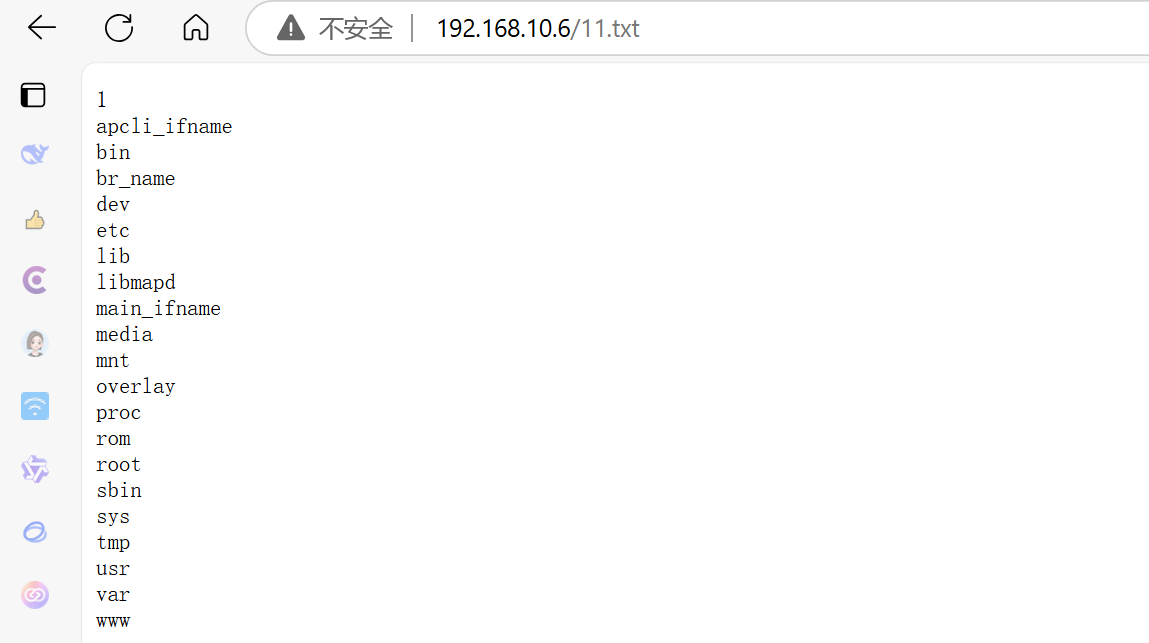 不安全 192.168.10.6/11.txt
1
apcli_ifname
bin
br_name
dev
etc
lib
libmapd
main_ifname
media
mnt
overlay
proc
rom
root
sbin
sys
tmp
usr
var
www